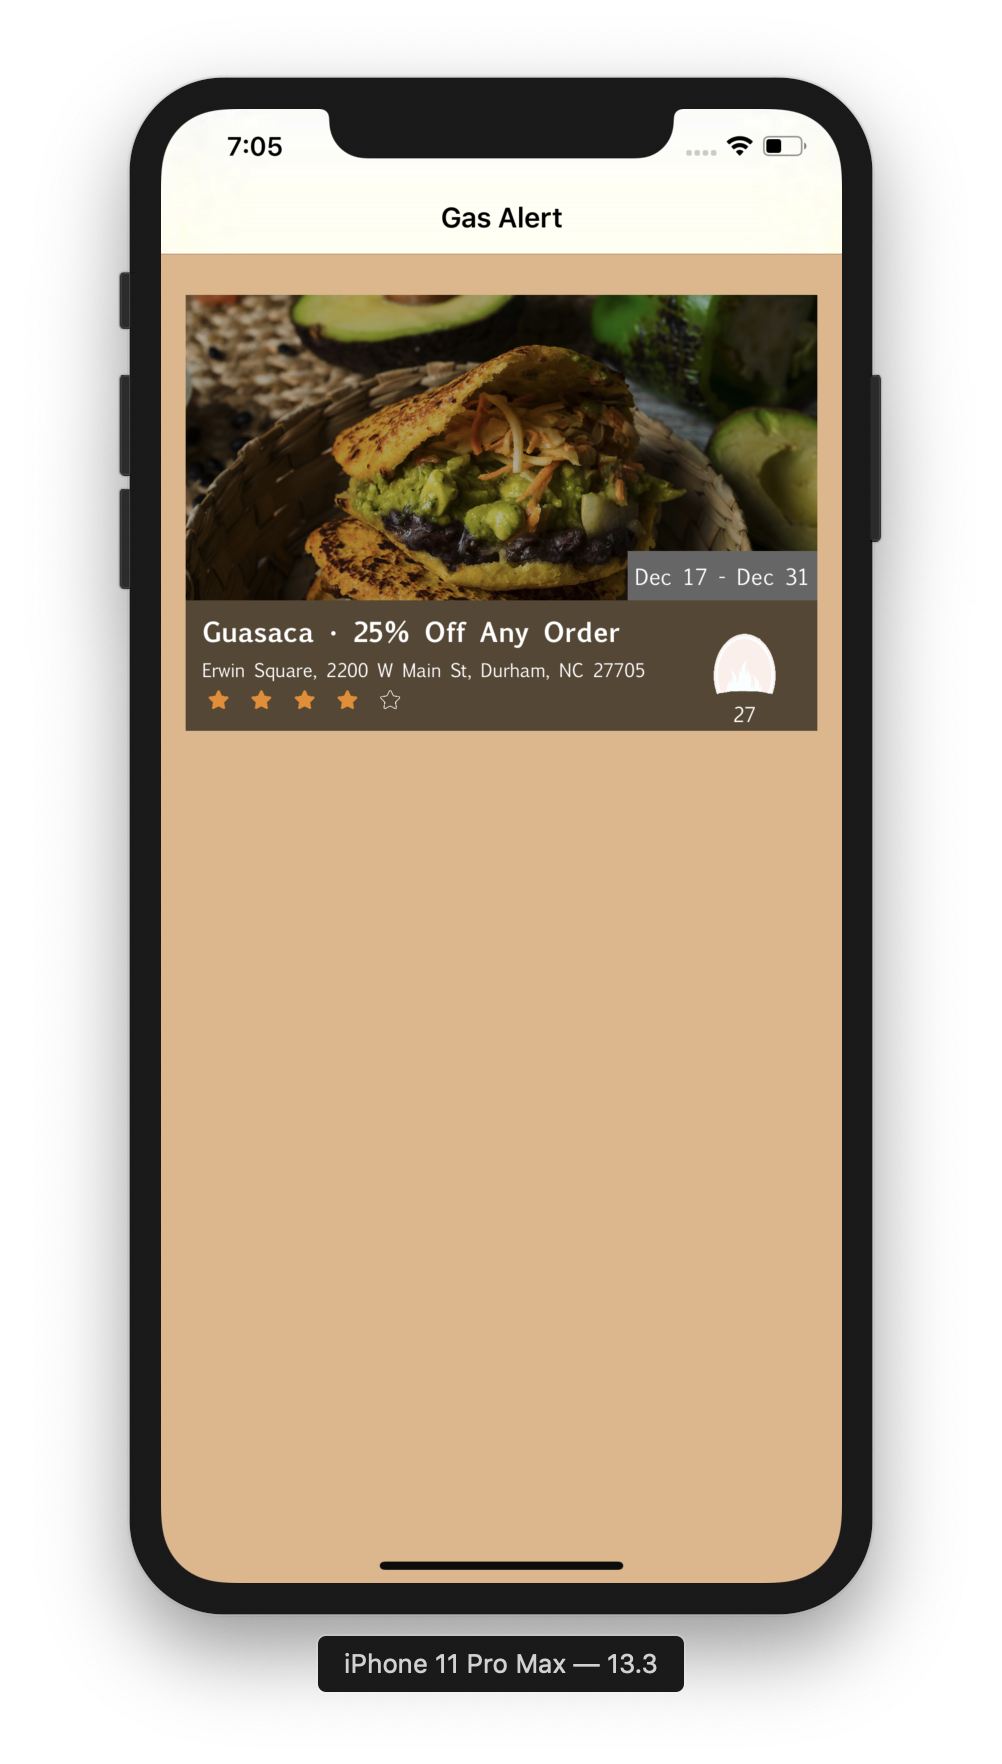 7:05
Gas Alert
Dec 17 - Dec 31
Guasaca · 25% Off Any Order
Erwin Square, 2200 W Main St, Durham, NC 27705
27
iPhone 11 Pro Max — 13.3